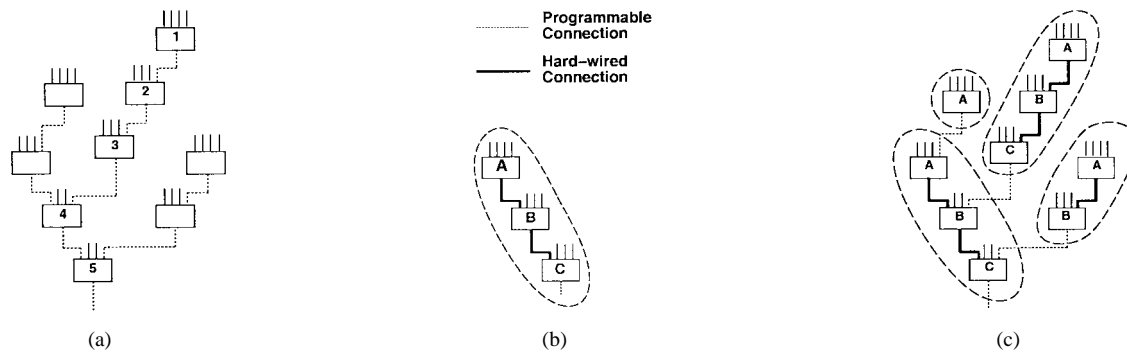 1
2
3
4
5
(a)
Programmable
Connection
Hard-wired
Connection
A
B
C
(b)
A
B
C
A
A
B
C
A
B
(c)